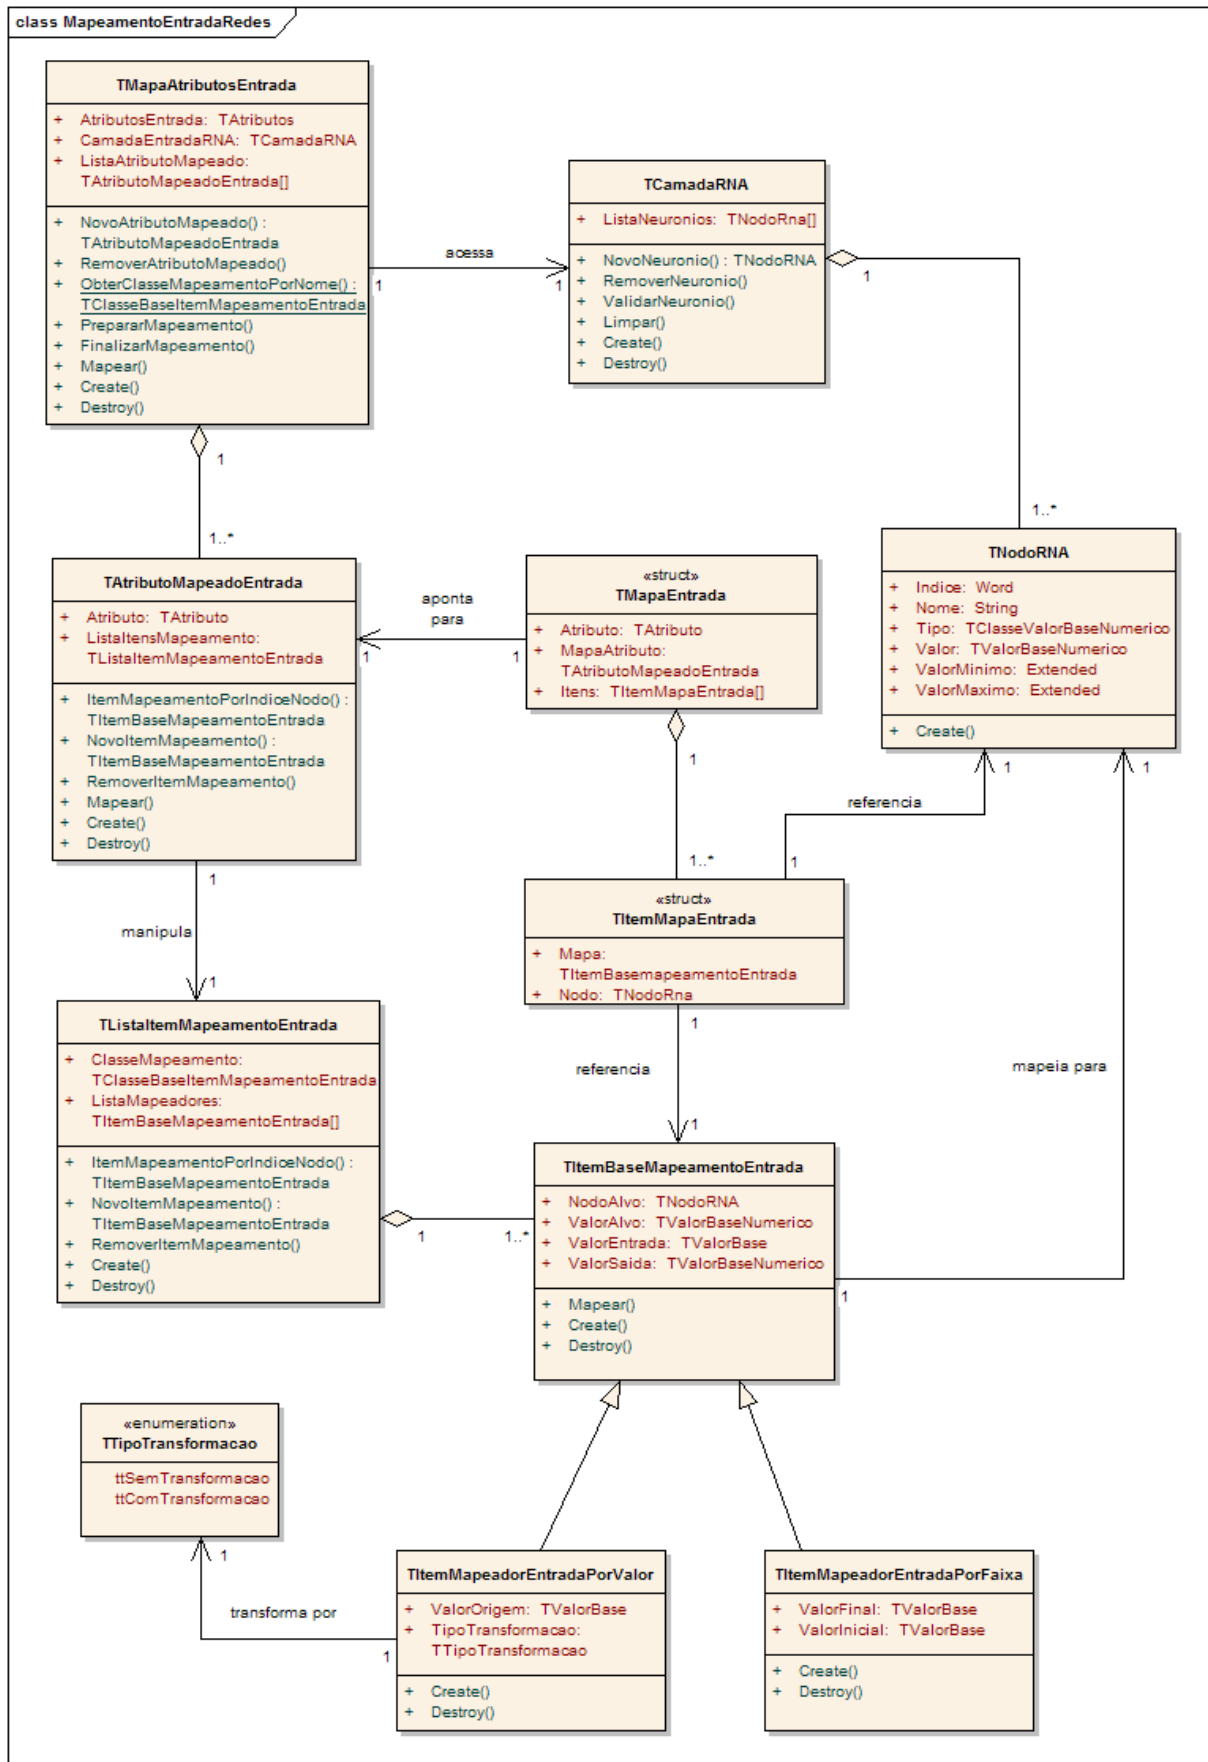 class MapeamentoEntradaRedes
TMapaAtributosEntrada
+ AtributosEntrada: TAtributos
+ CamadaEntradaRNA: TCamadaRNA
+ ListaAtributoMapeado:
TAtributoMapeadoEntrada[]
+ NovoAtributoMapeado() :
TAtributoMapeadoEntrada
+ RemoverAtributoMapeado()
+ ObterClasseMapeamentoPorNome() :
TClasseBaseItemMapeamentoEntrada
+ PrepararMapeamento()
+ FinalizarMapeamento()
+ Mapear()
+ Create()
+ Destroy()
acessa
1
1
TCamadaRNA
+ ListaNeuronios: TNodoRna[]
+ NovoNeuronio() : TNodoRNA
+ RemoverNeuronio()
+ ValidarNeuronio()
+ Limpar()
+ Create()
+ Destroy()
1
1..*
1
1..*
TAtributoMapeadoEntrada
+ Atributo: TAtributo
+ ListaItensMapeamento:
TListaItemMapeamentoEntrada
+ ItemMapeamentoPorIndiceNodo() :
TItemBaseMapeamentoEntrada
+ NovoItemMapeamento() :
TItemBaseMapeamentoEntrada
+ RemoverItemMapeamento()
+ Mapear()
+ Create()
+ Destroy()
aponta
para
1
1
«struct»
TMapaEntrada
+ Atributo: TAtributo
+ MapaAtributo:
TAtributoMapeadoEntrada
+ Itens: TItemMapaEntrada[]
TNodoRNA
+ Indice: Word
+ Nome: String
+ Tipo: TClasseValorBaseNumerico
+ Valor: TValorBaseNumerico
+ ValorMinimo: Extended
+ ValorMaximo: Extended
+ Create()
1
1..*
referencia
1
1
1
1
manipula
1
«struct»
TItemMapaEntrada
+ Mapa:
TItemBasemapeamentoEntrada
+ Nodo: TNodoRna
1
referencia
1
mapeia para
TListaItemMapeamentoEntrada
+ ClasseMapeamento:
TClasseBaseItemMapeamentoEntrada
+ ListaMapeadores:
TItemBaseMapeamentoEntrada[]
+ ItemMapeamentoPorIndiceNodo() :
TItemBaseMapeamentoEntrada
+ NovoItemMapeamento() :
TItemBaseMapeamentoEntrada
+ RemoverItemMapeamento()
+ Create()
+ Destroy()
1
1..*
TItemBaseMapeamentoEntrada
+ NodoAlvo: TNodoRNA
+ ValorAlvo: TValorBaseNumerico
+ ValorEntrada: TValorBase
+ ValorSaida: TValorBaseNumerico
+ Mapear()
+ Create()
+ Destroy()
1
«enumeration»
TTipoTransformacao
ttSemTransformacao
ttComTransformacao
1
transforma por
1
TItemMapeadorEntradaPorValor
+ ValorOrigem: TValorBase
+ TipoTransformacao:
TTipoTransformacao
+ Create()
+ Destroy()
TItemMapeadorEntradaPorFaixa
+ ValorFinal: TValorBase
+ ValorInicial: TValorBase
+ Create()
+ Destroy()